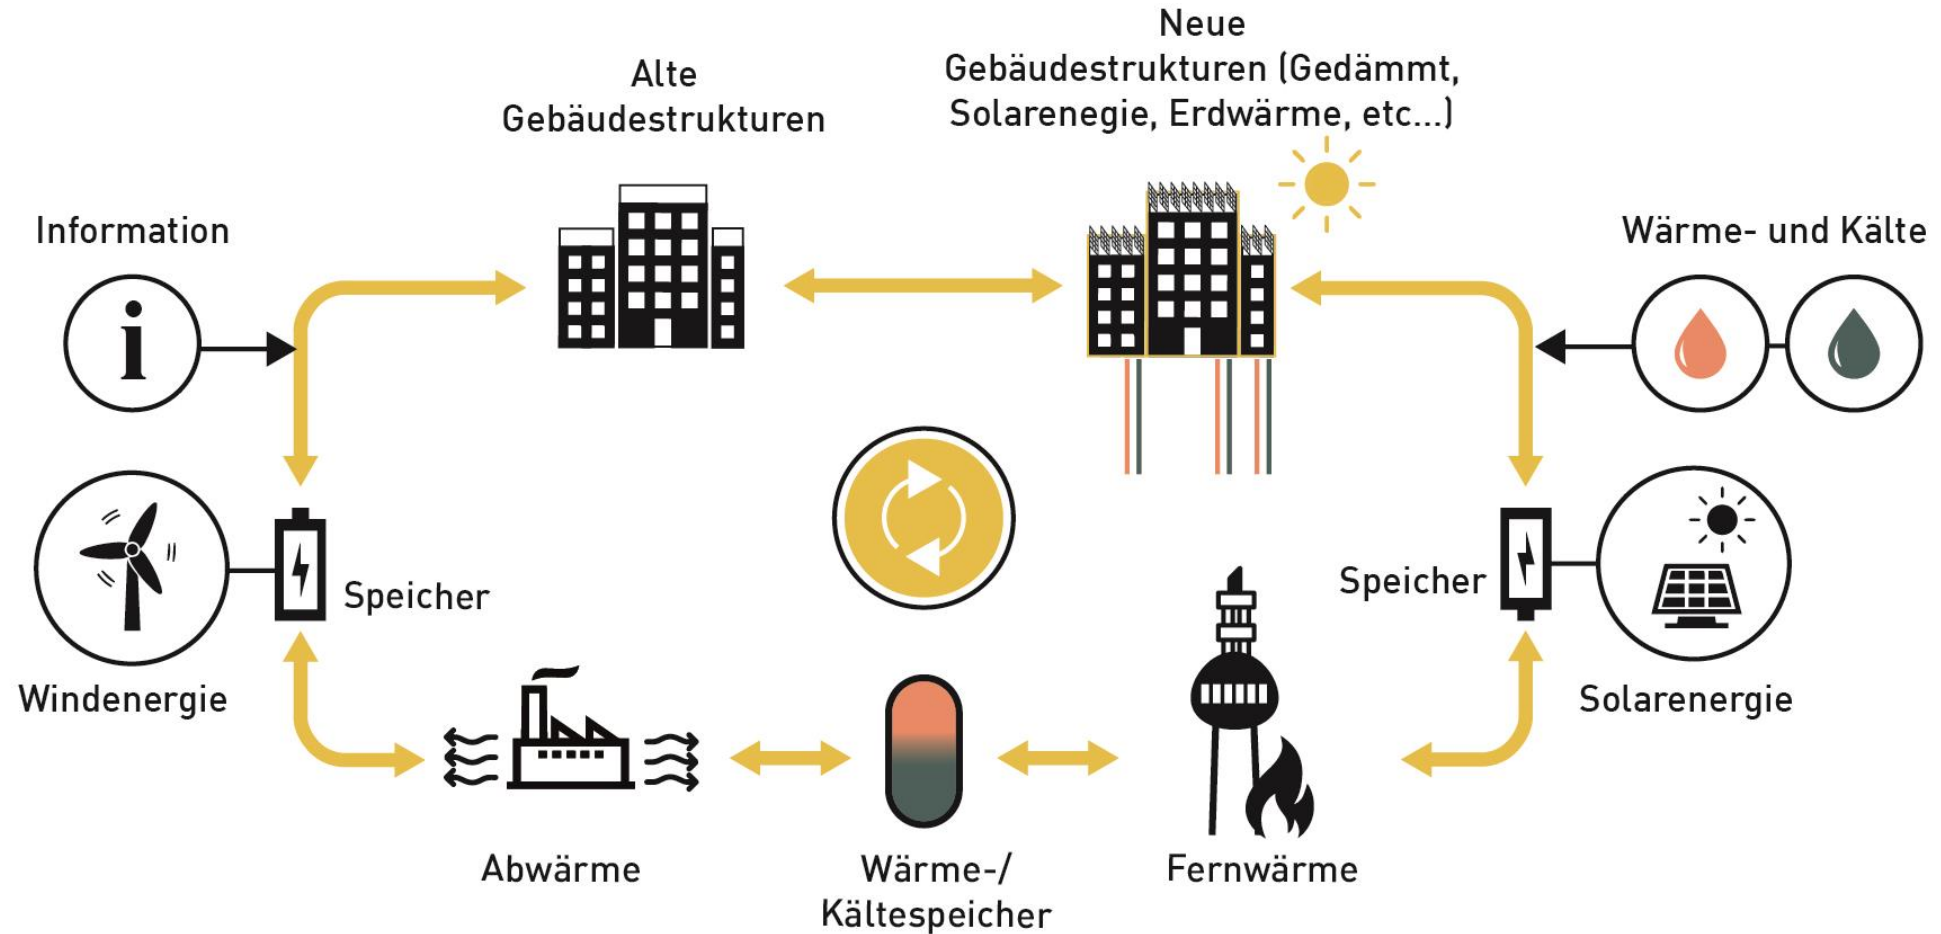 Neue
Gebäudestrukturen (Gedämmt,
Solarenegie, Erdwärme, etc...)
Alte
Gebäudestrukturen
Information
Wärme- und Kälte
i
Speicher
Speicher
Windenergie
Solarenergie
Abwärme
Wärme-/
Kältespeicher
Fernwärme